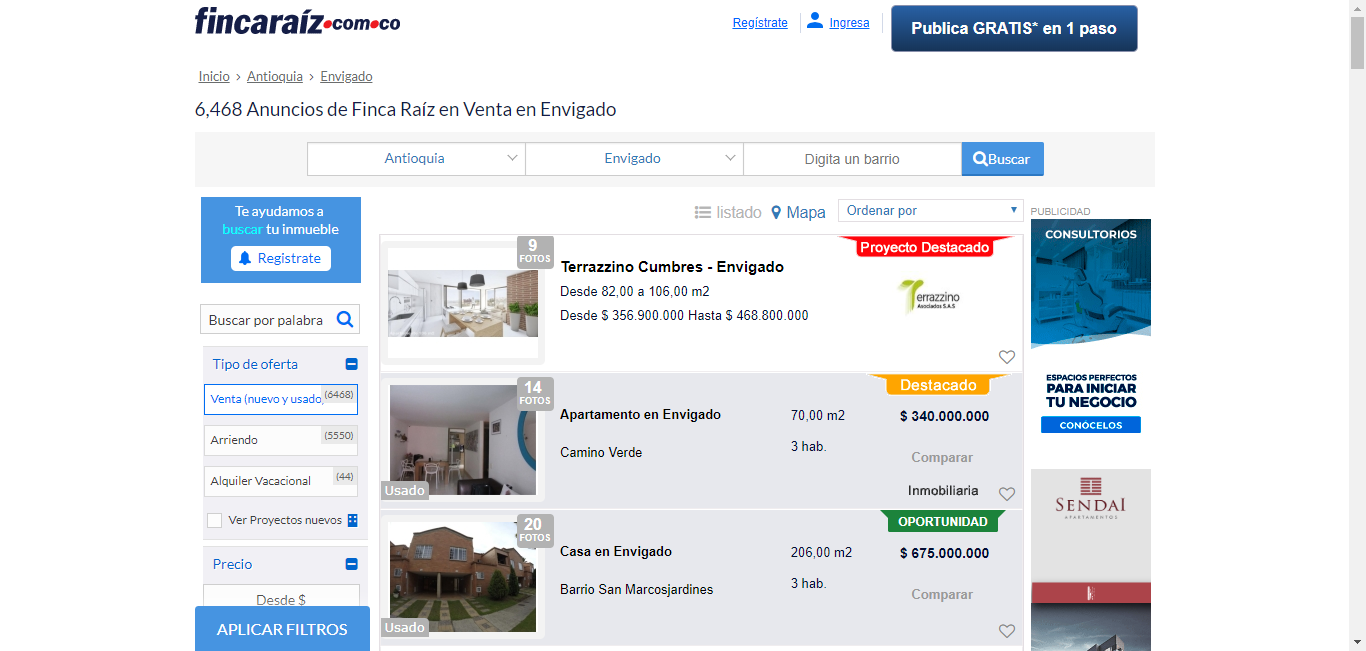 fincaraíz.com.co
Regístrate
Ingresa
Publica GRATIS* en 1 paso
Inicio › Antioquia › Envigado
6,468 Anuncios de Finca Raíz en Venta en Envigado
Antioquia
Envigado
Digita un barrio
Buscar
Te ayudamos a
buscar tu inmueble
Registrate
listado
Mapa
Ordenar por
PUBLICIDAD
Buscar por palabra
Tipo de oferta
Venta (nuevo y usado) (6468)
Arriendo (5550)
Alquiler Vacacional (44)
Ver Proyectos nuevos
Precio
Desde $
APLICAR FILTROS
9
FOTOS
Proyecto Destacado
Terrazzino Cumbres - Envigado
Desde 82,00 a 106,00 m2
Desde $ 356.900.000 Hasta $ 468.800.000
Terrazzino
Asociados S.A.S
14
FOTOS
Usado
Destacado
Apartamento en Envigado
70,00 m2
$ 340.000.000
Camino Verde
3 hab.
Comparar
Inmobiliaria
20
FOTOS
Usado
OPORTUNIDAD
Casa en Envigado
206,00 m2
$ 675.000.000
Barrio San Marcosjardines
3 hab.
Comparar
CONSULTORIOS
ESPACIOS PERFECTOS
PARA INICIAR
TU NEGOCIO
CONÓCELOS
SENDAI
APARTAMENTOS